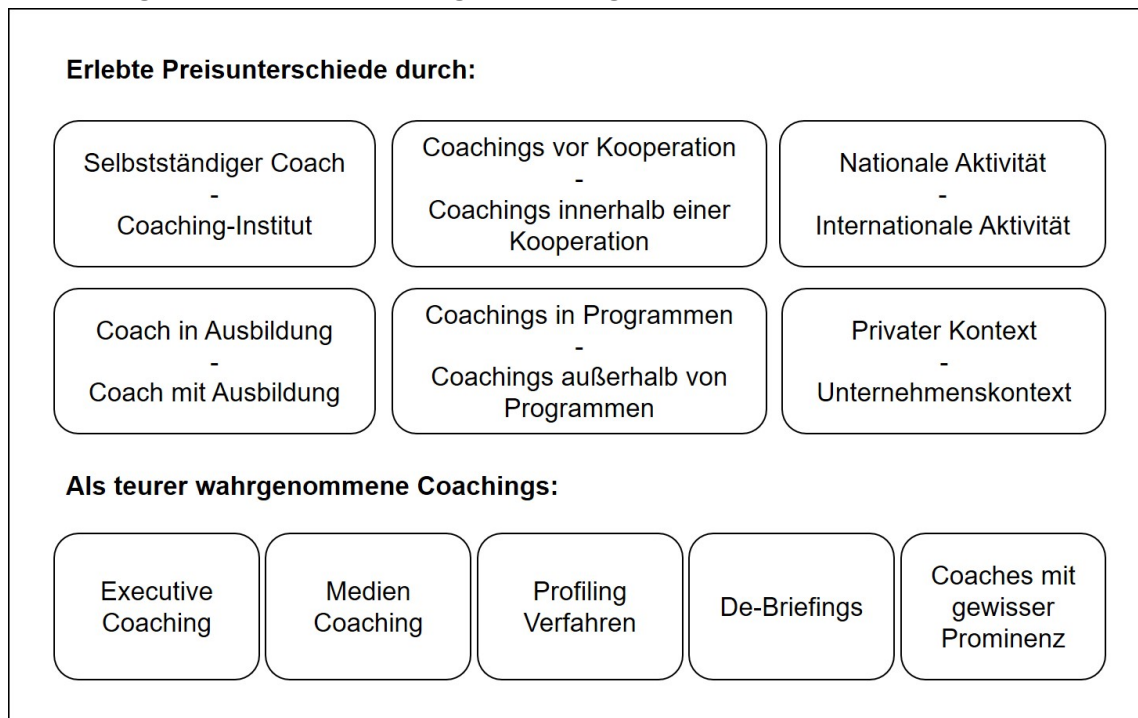 Erlebte Preisunterschiede durch:
Selbstständiger Coach
-
Coaching-Institut
Coachings vor Kooperation
-
Coachings innerhalb einer
Kooperation
Nationale Aktivität
-
Internationale Aktivität
Coach in Ausbildung
-
Coach mit Ausbildung
Coachings in Programmen
-
Coachings außerhalb von
Programmen
Privater Kontext
-
Unternehmenskontext
Als teurer wahrgenommene Coachings:
Executive
Coaching
Medien
Coaching
Profiling
Verfahren
De-Briefings
Coaches mit
gewisser
Prominenz